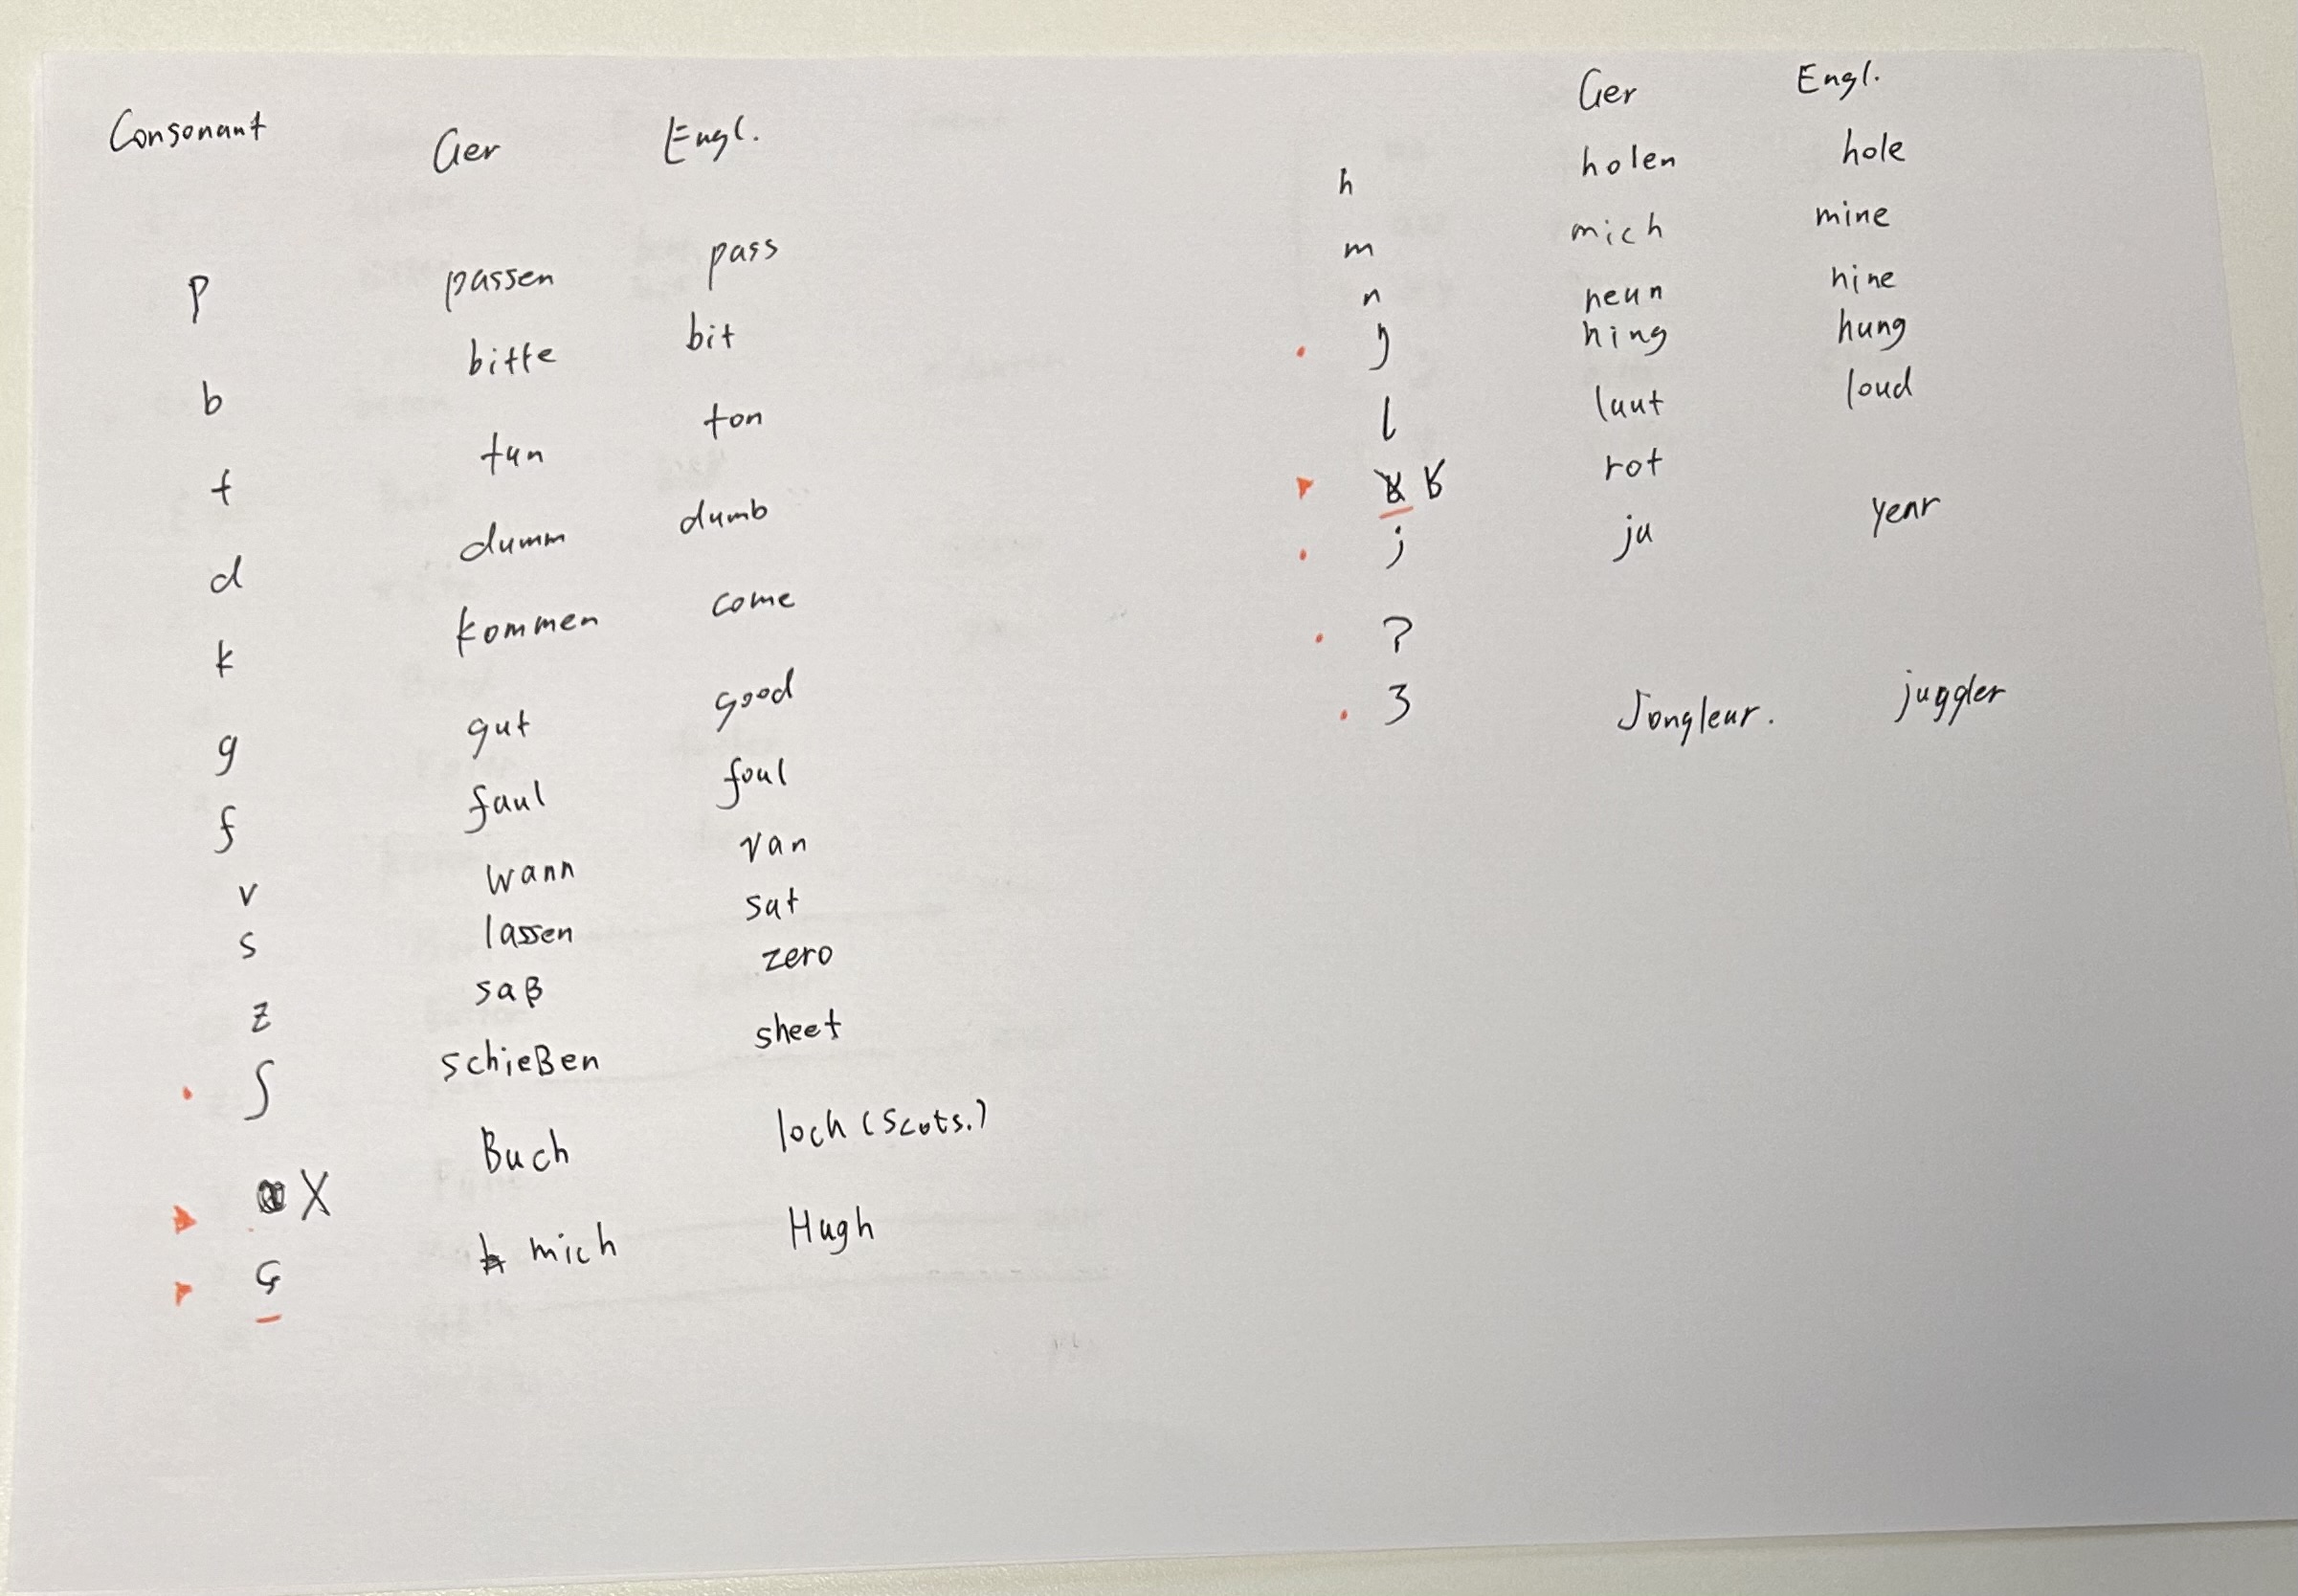 Consonant Ger Engl.
p passen pass
b bitte bit
t tun ton
d dumm dumb
k kommen come
g gut good
f faul foul
v wann van
s lassen sat
z saß zero
ʃ schießen sheet
X Buch loch (Scots.)
ç mich Hugh
Ger Engl.
h holen hole
m mich mine
n neun nine
ŋ hing hung
l laut loud
ʁ rot
j ja year
ʔ
ʒ Jongleur. juggler